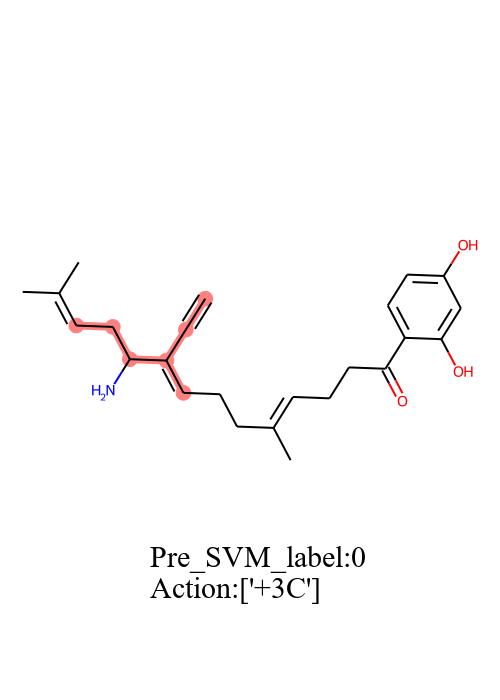 OH
H₂N
OH
O
Pre_SVM_label:0
Action:['+3C']